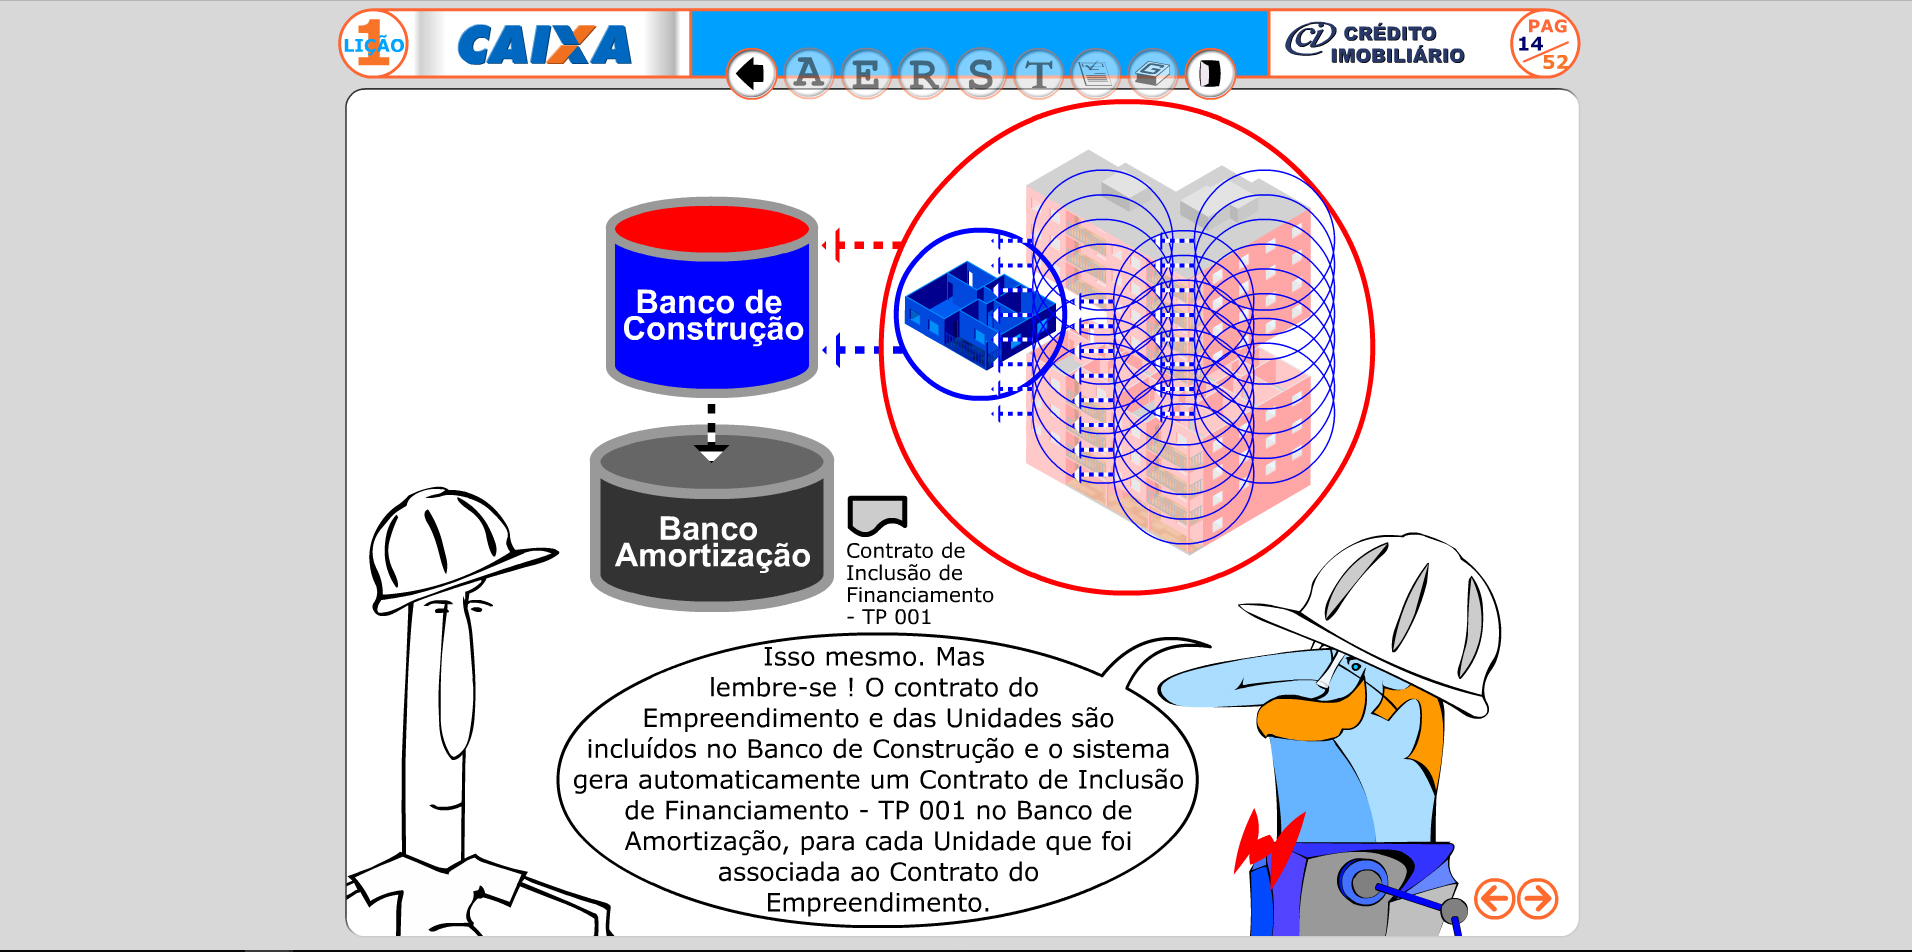 1
LIÇÃO
CAIXA
A E R S T
G
CRÉDITO
IMOBILIÁRIO
PAG
14
52
Banco de
Construção
Banco
Amortização
Contrato de
Inclusão de
Financiamento
- TP 001
Isso mesmo. Mas
lembre-se ! O contrato do
Empreendimento e das Unidades são
incluídos no Banco de Construção e o sistema
gera automaticamente um Contrato de Inclusão
de Financiamento - TP 001 no Banco de
Amortização, para cada Unidade que foi
associada ao Contrato do
Empreendimento.